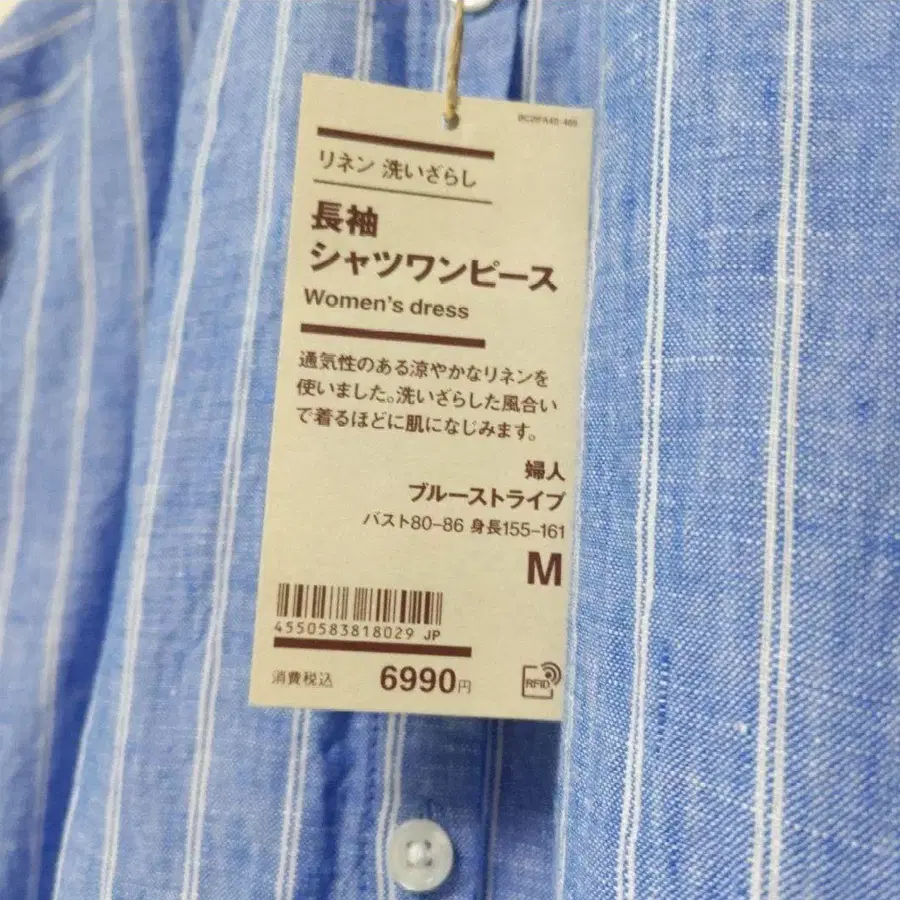 リネン 洗いざらし
長袖
シャツワンピース
Women's dress
通気性のある涼やかなリネンを
使いました。洗いざらした風合い
で着るほどに肌になじみます。
婦人
ブルーストライプ
バスト80–86 身長155–161
M
4550583818029 JP
消費税込 6990円
RFID